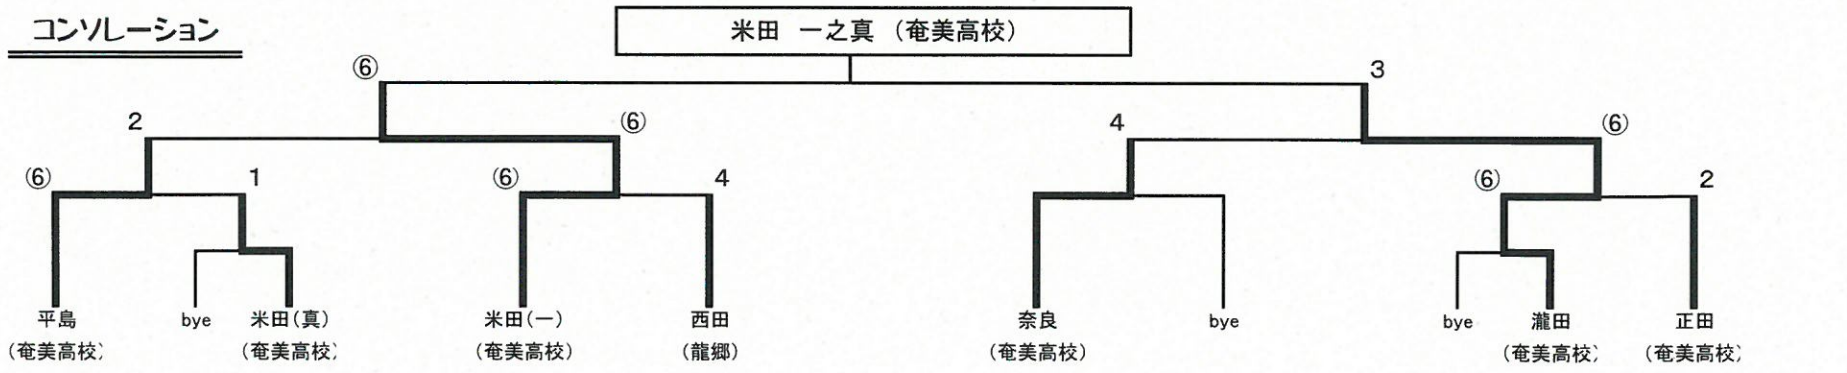 コンソレーション
米田 一之真 (奄美高校)
⑥ 3
2 ⑥ 4 ⑥
⑥ 1 ⑥ 4 ⑥ 2
平島 bye 米田(真) 米田(一) 西田 奈良 bye bye 瀧田 正田
(奄美高校) (奄美高校) (奄美高校) (龍郷) (奄美高校) (奄美高校) (奄美高校)